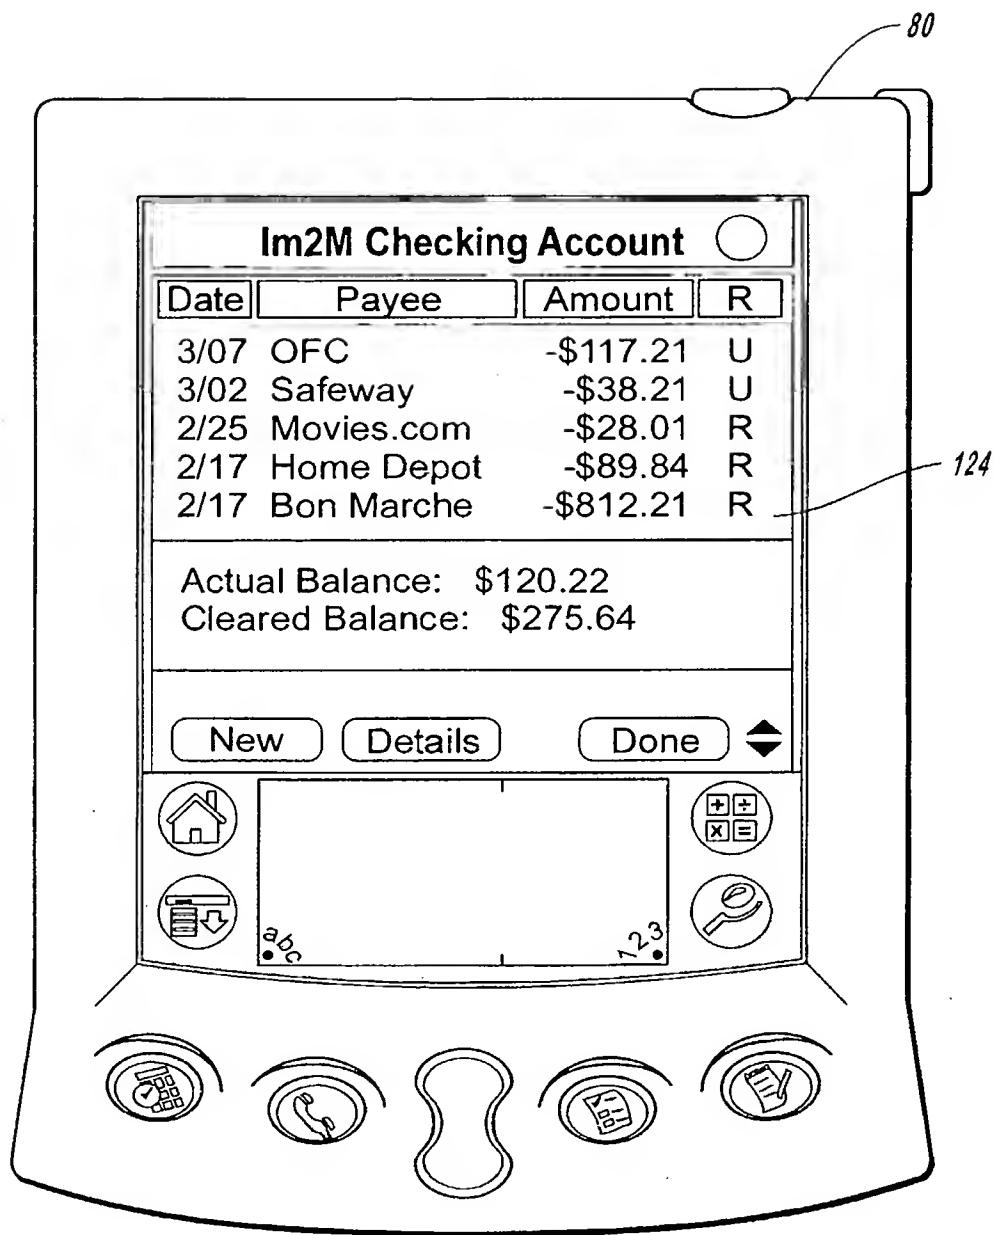 80
Im2M Checking Account
Date Payee Amount R
3/07 OFC -$117.21 U
3/02 Safeway -$38.21 U
2/25 Movies.com -$28.01 R
2/17 Home Depot -$89.84 R
124
2/17 Bon Marche -$812.21 R
Actual Balance: $120.22
Cleared Balance: $275.64
New Details Done
+ ÷
x =
abc 123